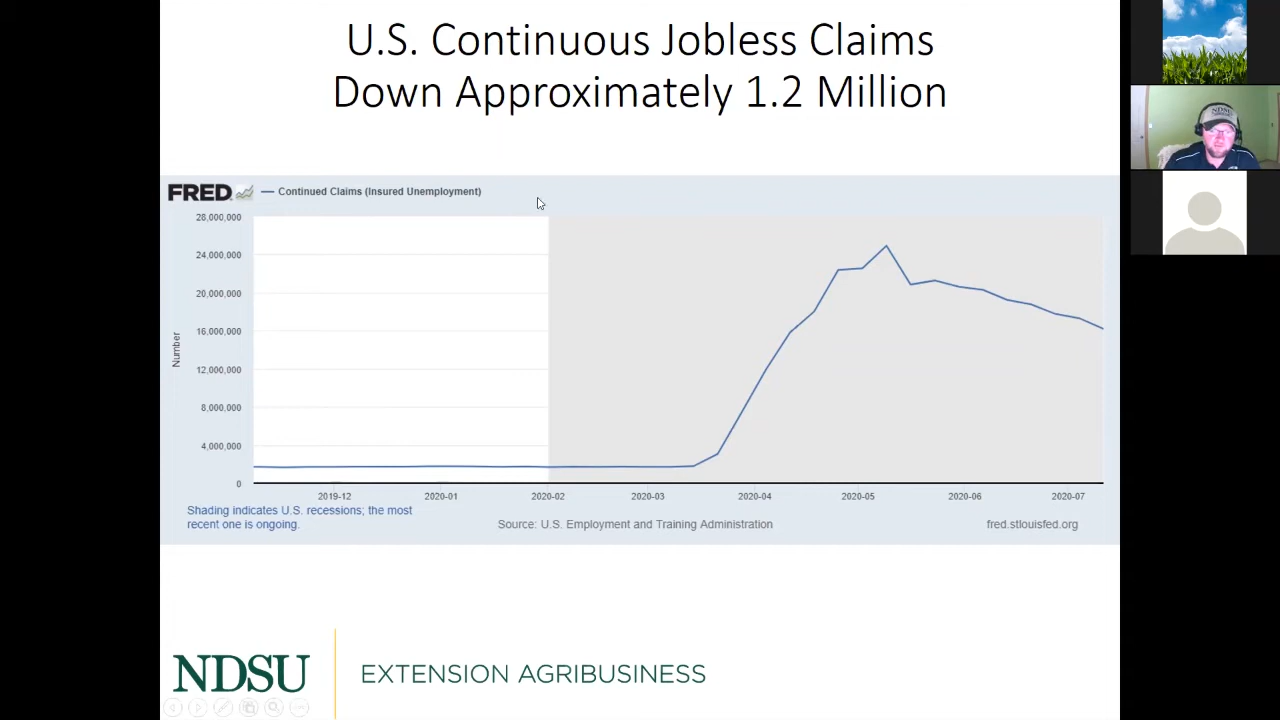 U.S. Continuous Jobless Claims
Down Approximately 1.2 Million
FRED
Continued Claims (Insured Unemployment)
28,000,000
24,000,000
20,000,000
16,000,000
12,000,000
8,000,000
4,000,000
0
Number
2019-12 2020-01 2020-02 2020-03 2020-04 2020-05 2020-06 2020-07
Shading indicates U.S. recessions; the most
recent one is ongoing.
Source: U.S. Employment and Training Administration
fred.stlouisfed.org
NDSU
EXTENSION AGRIBUSINESS
NDSU